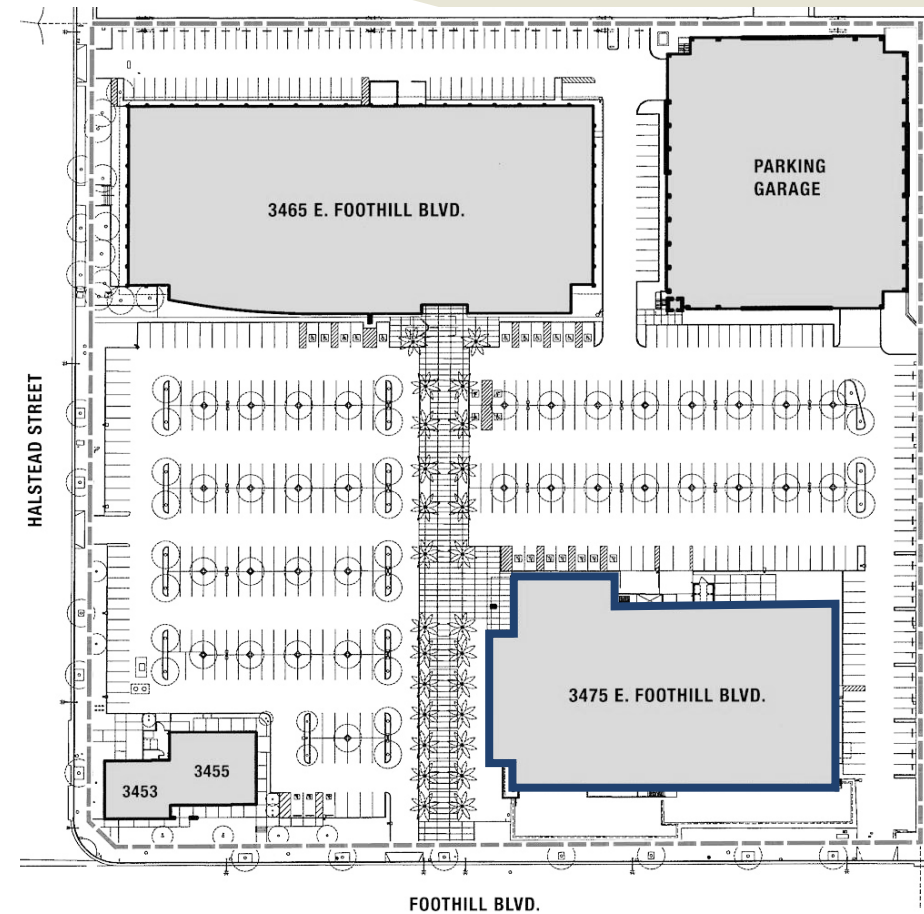 PARKING
GARAGE
3465 E. FOOTHILL BLVD.
HALSTEAD STREET
3475 E. FOOTHILL BLVD.
3455
3453
FOOTHILL BLVD.